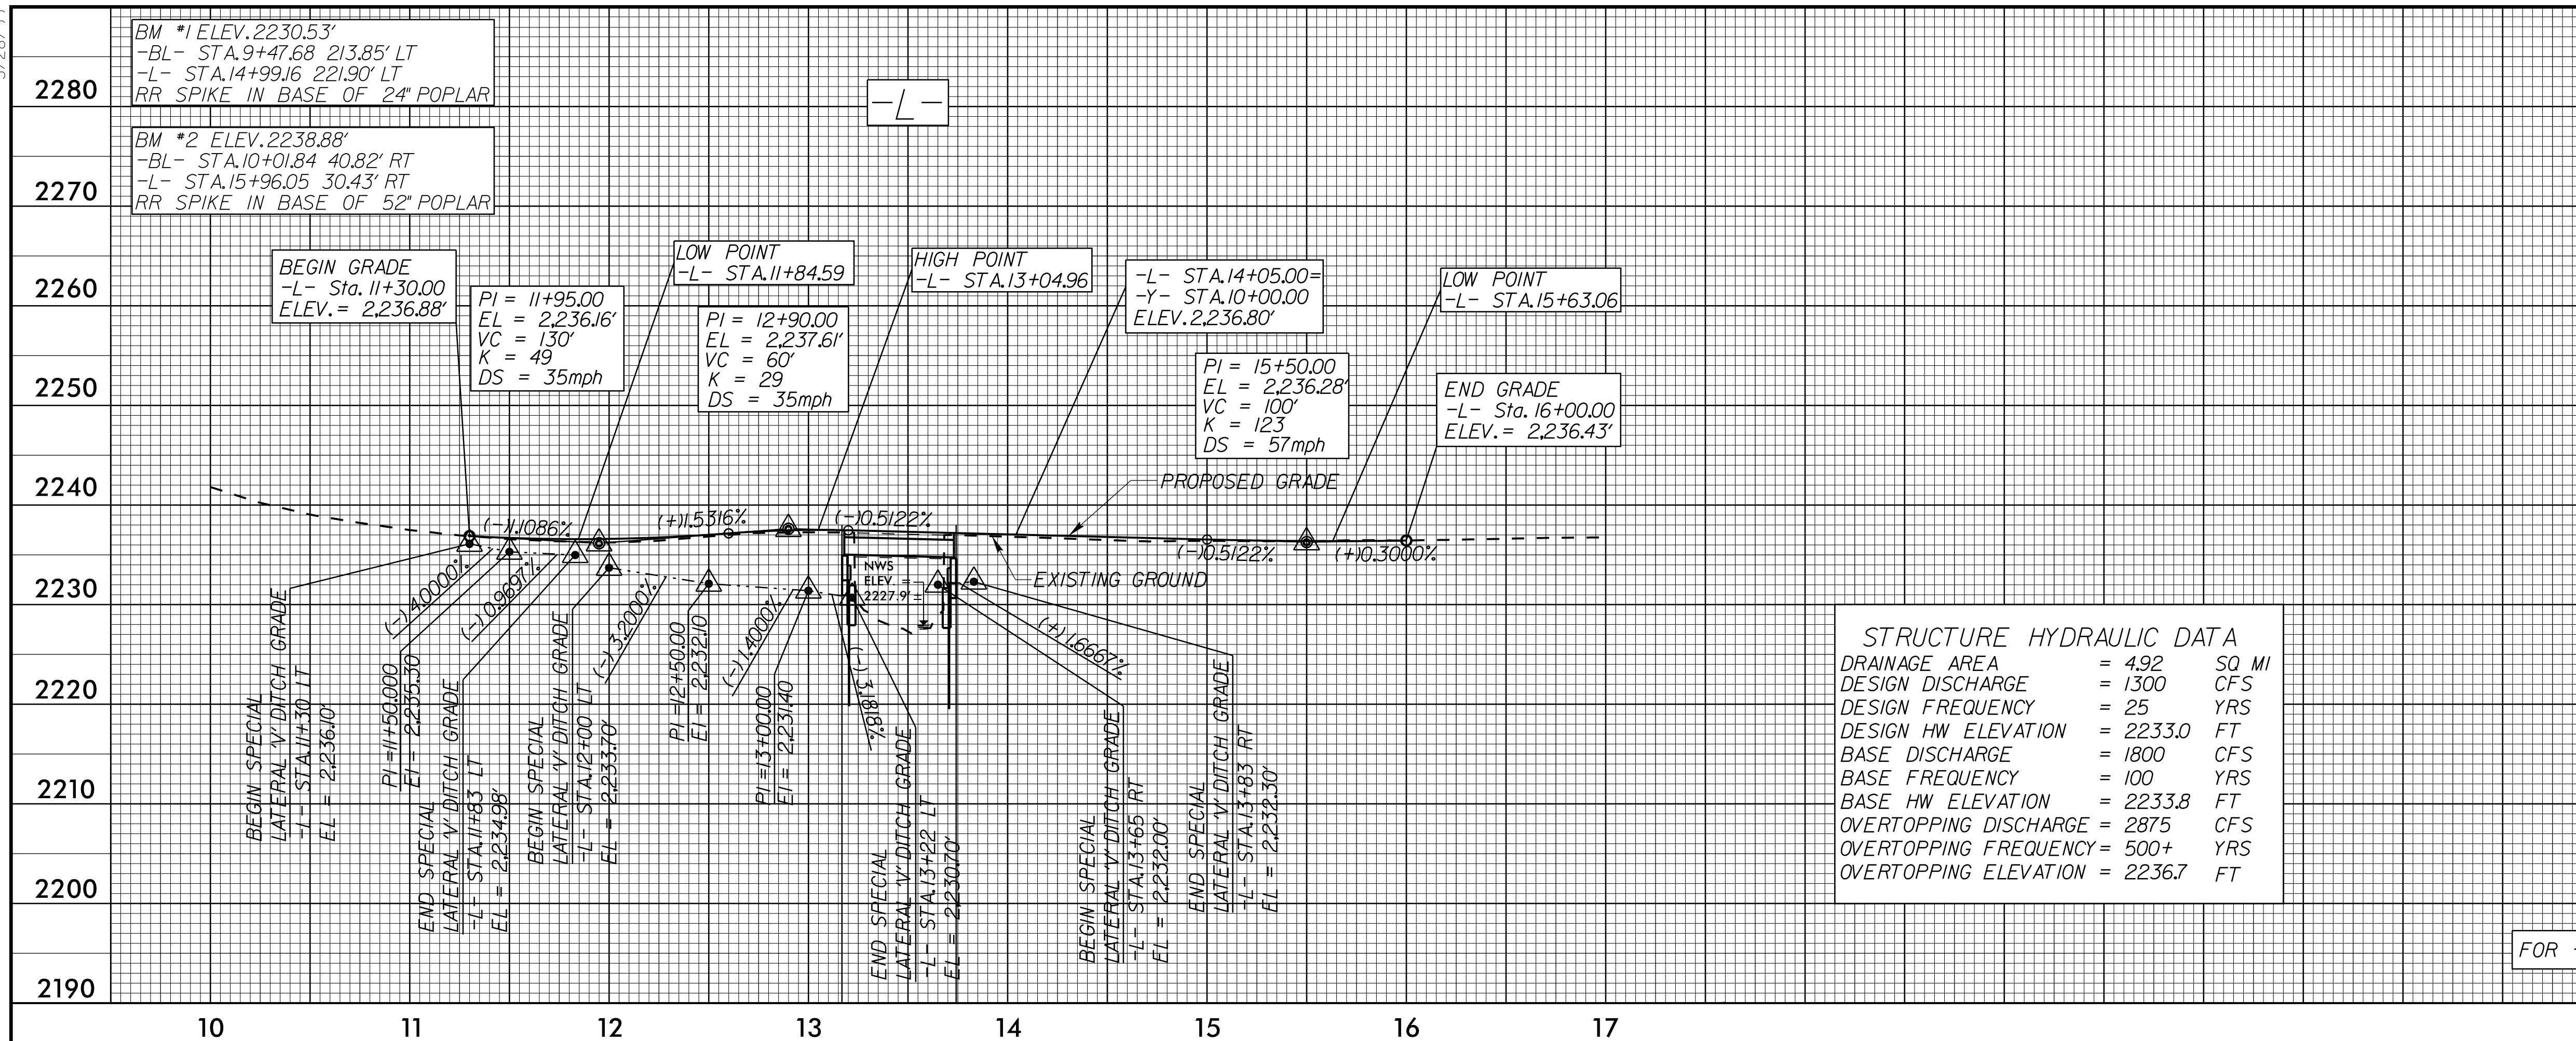 BM #1 ELEV. 2230.53'
-BL- STA. 9+47.68 213.85' LT
-L- STA. 14+99.16 221.90' LT
RR SPIKE IN BASE OF 24" POPLAR
BM #2 ELEV. 2238.88'
-BL- STA. 10+01.84 40.82' RT
-L- STA. 15+96.05 30.43' RT
RR SPIKE IN BASE OF 52" POPLAR
-L-
2280
2270
2260
2250
2240
2230
2220
2210
2200
2190
BEGIN GRADE
-L- Sta. 11+30.00
ELEV. = 2,236.88'
PI = 11+95.00
EL = 2,236.16'
VC = 130'
K = 49
DS = 35mph
LOW POINT
-L- STA. 11+84.59
PI = 12+90.00
EL = 2,237.61'
VC = 60'
K = 29
DS = 35mph
HIGH POINT
-L- STA. 13+04.96
-L- STA. 14+05.00=
-Y- STA. 10+00.00
ELEV. 2,236.80'
PI = 15+50.00
EL = 2,236.28'
VC = 100'
K = 123
DS = 57mph
LOW POINT
-L- STA. 15+63.06
END GRADE
-L- Sta. 16+00.00
ELEV. = 2,236.43'
PROPOSED GRADE
(-)1.1086%
(+)1.5316%
(-)0.5122%
(-)0.5122%
(+)0.3000%
EXISTING GROUND
NWS
ELEV =
2227.9'±
(-)4.0000%
(-)0.9697%
(-)3.2000%
(-)1.4000%
(-)3.1818%
(+)1.6667%
BEGIN SPECIAL
LATERAL 'V' DITCH GRADE
-L- STA. 11+30 LT
EL = 2,236.10'
PI =11+50.000
El = 2,235.30
END SPECIAL
LATERAL 'V' DITCH GRADE
-L- STA. 11+83 LT
EL = 2,234.98'
BEGIN SPECIAL
LATERAL 'V' DITCH GRADE
-L- STA. 12+00 LT
EL = 2,233.70'
PI =12+50.00
El = 2,232.10
PI =13+00.00
El = 2,231.40
END SPECIAL
LATERAL 'V' DITCH GRADE
-L- STA. 13+22 LT
EL = 2,230.70'
BEGIN SPECIAL
LATERAL 'V' DITCH GRADE
-L- STA. 13+65 RT
EL = 2,232.00'
END SPECIAL
LATERAL 'V' DITCH GRADE
-L- STA. 13+83 RT
EL = 2,232.30'
STRUCTURE HYDRAULIC DATA
DRAINAGE AREA = 4.92 SQ MI
DESIGN DISCHARGE = 1300 CFS
DESIGN FREQUENCY = 25 YRS
DESIGN HW ELEVATION = 2233.0 FT
BASE DISCHARGE = 1800 CFS
BASE FREQUENCY = 100 YRS
BASE HW ELEVATION = 2233.8 FT
OVERTOPPING DISCHARGE = 2875 CFS
OVERTOPPING FREQUENCY = 500+ YRS
OVERTOPPING ELEVATION = 2236.7 FT
FOR -
10 11 12 13 14 15 16 17